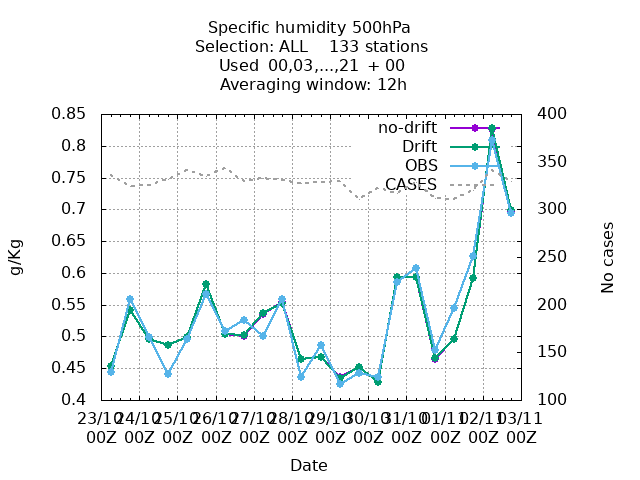 Specific humidity 500hPa
Selection: ALL 133 stations
Used 00,03,...,21 + 00
Averaging window: 12h
0.85 400
no-drift
0.8 350
Drift
OBS
0.75 300
CASES
0.7 250
0.65 200
0.6 150
0.55 100
0.5
0.45
0.4
g/Kg
No cases
23/10 24/10 25/10 26/10 27/10 28/10 29/10 30/10 31/10 01/11 02/11 03/11
00Z 00Z 00Z 00Z 00Z 00Z 00Z 00Z 00Z 00Z 00Z 00Z
Date